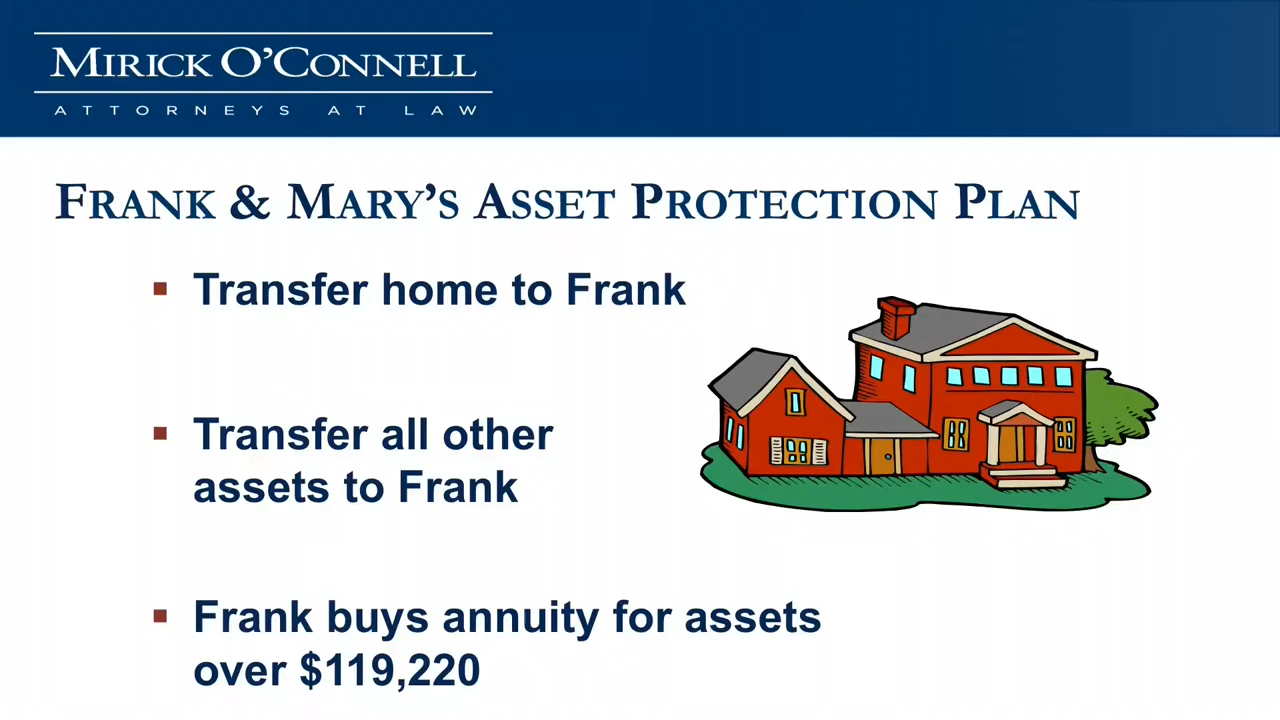 MIRICK O'CONNELL
ATTORNEYS AT LAW
FRANK & MARY'S ASSET PROTECTION PLAN
▪ Transfer home to Frank
▪ Transfer all other
assets to Frank
▪ Frank buys annuity for assets
over $119,220